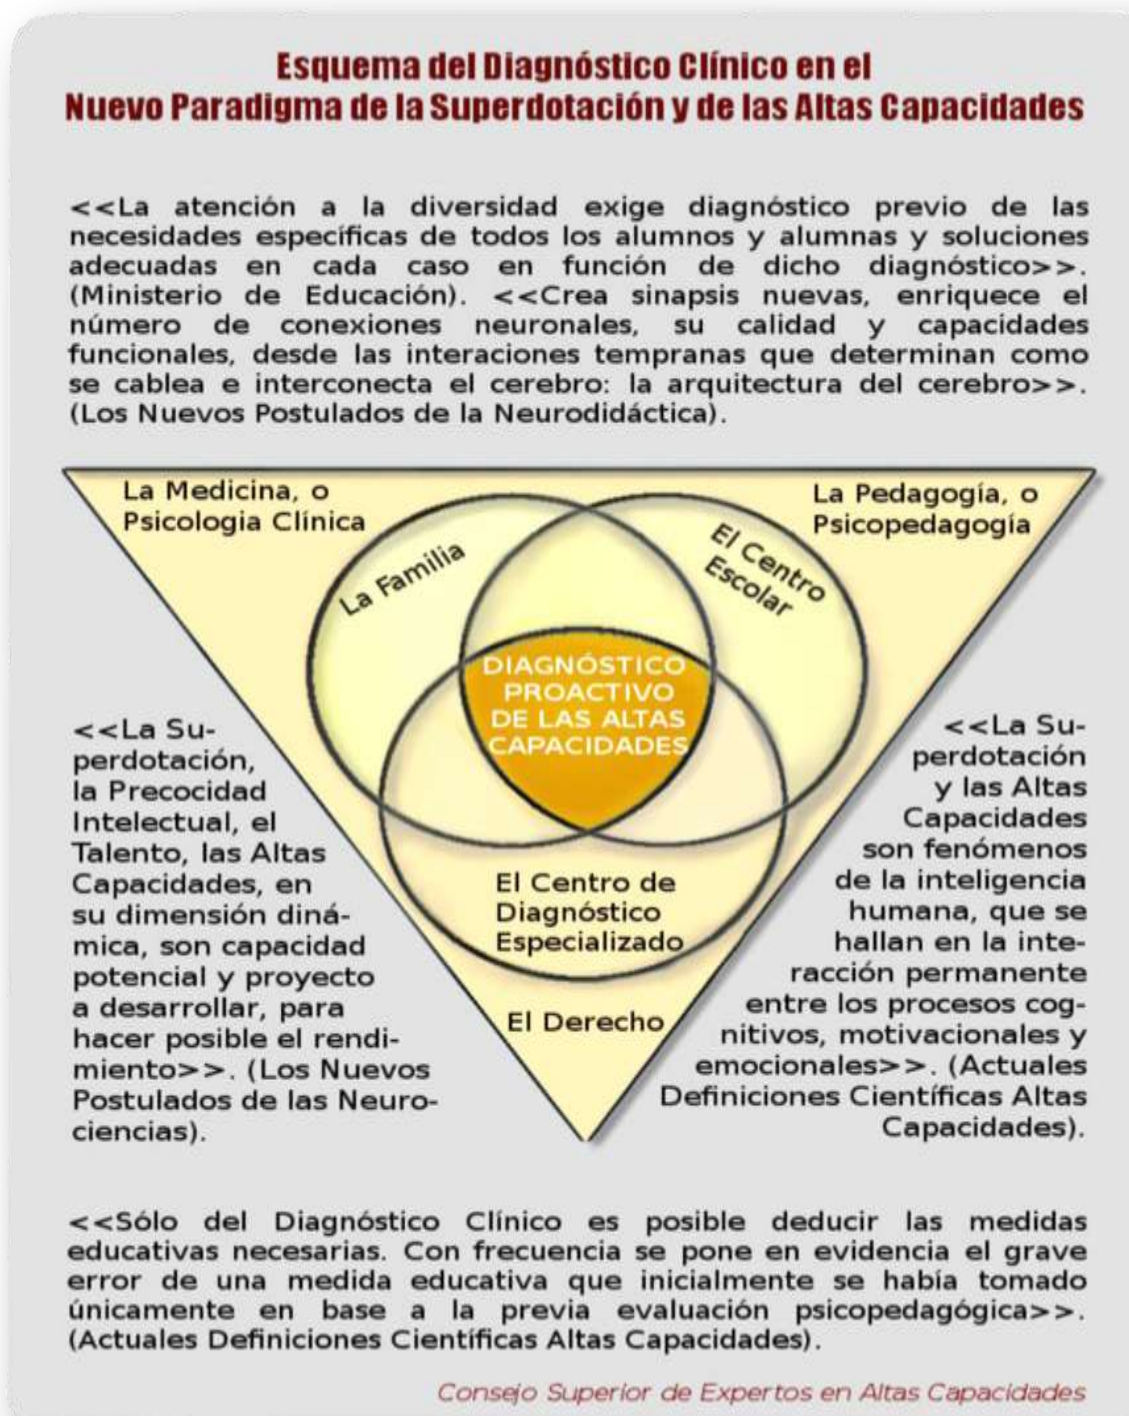 Esquema del Diagnóstico Clínico en el
Nuevo Paradigma de la Superdotación y de las Altas Capacidades
<<La atención a la diversidad exige diagnóstico previo de las
necesidades específicas de todos los alumnos y alumnas y soluciones
adecuadas en cada caso en función de dicho diagnóstico>>.
(Ministerio de Educación). <<Crea sinapsis nuevas, enriquece el
número de conexiones neuronales, su calidad y capacidades
funcionales, desde las interaciones tempranas que determinan como
se cablea e interconecta el cerebro: la arquitectura del cerebro>>.
(Los Nuevos Postulados de la Neurodidáctica).
La Medicina, o
Psicologia Clínica
La Pedagogía, o
Psicopedagogía
La Familia
El Centro
Escolar
DIAGNÓSTICO
PROACTIVO
DE LAS ALTAS
CAPACIDADES
El Centro de
Diagnóstico
Especializado
El Derecho
<<La Su-
perdotación,
la Precocidad
Intelectual, el
Talento, las Altas
Capacidades, en
su dimensión diná-
mica, son capacidad
potencial y proyecto
a desarrollar, para
hacer posible el rendi-
miento>>. (Los Nuevos
Postulados de las Neuro-
ciencias).
<<La Su-
perdotación
y las Altas
Capacidades
son fenómenos
de la inteligencia
humana, que se
hallan en la inte-
racción permanente
entre los procesos cog-
nitivos, motivacionales y
emocionales>>. (Actuales
Definiciones Científicas Altas
Capacidades).
<<Sólo del Diagnóstico Clínico es posible deducir las medidas
educativas necesarias. Con frecuencia se pone en evidencia el grave
error de una medida educativa que inicialmente se había tomado
únicamente en base a la previa evaluación psicopedagógica>>.
(Actuales Definiciones Científicas Altas Capacidades).
Consejo Superior de Expertos en Altas Capacidades